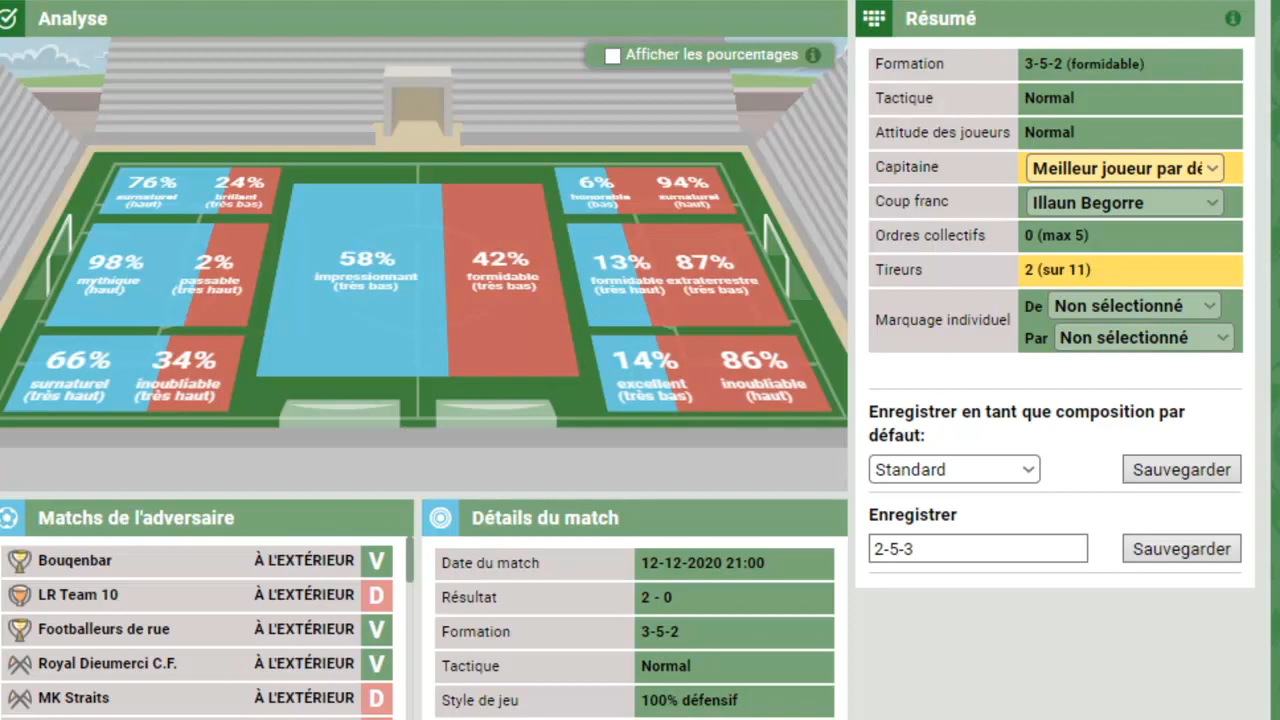 Analyse
Afficher les pourcentages
76%
surnaturel
(haut)
24%
brillant
(très bas)
6%
honorable
(bas)
94%
surnaturel
(haut)
98%
mythique
(haut)
2%
passable
(très haut)
58%
impressionnant
(très bas)
42%
formidable
(très bas)
13%
formidable
(très haut)
87%
extraterrestre
(très bas)
66%
surnaturel
(très haut)
34%
inoubliable
(très haut)
14%
excellent
(très bas)
86%
inoubliable
(haut)
Matchs de l'adversaire
Bouqenbar À L'EXTÉRIEUR V
LR Team 10 À L'EXTÉRIEUR D
Footballeurs de rue À L'EXTÉRIEUR V
Royal Dieumerci C.F. À L'EXTÉRIEUR V
MK Straits À L'EXTÉRIEUR D
Détails du match
Date du match 12-12-2020 21:00
Résultat 2 - 0
Formation 3-5-2
Tactique Normal
Style de jeu 100% défensif
Résumé
Formation 3-5-2 (formidable)
Tactique Normal
Attitude des joueurs Normal
Capitaine Meilleur joueur par dé
Coup franc Illaun Begorre
Ordres collectifs 0 (max 5)
Tireurs 2 (sur 11)
Marquage individuel
De Non sélectionné
Par Non sélectionné
Enregistrer en tant que composition par
défaut:
Standard Sauvegarder
Enregistrer
2-5-3 Sauvegarder